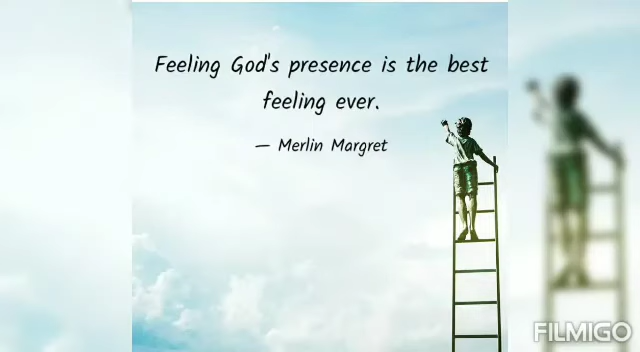 Feeling God's presence is the best
feeling ever.
— Merlin Margret
FILMIGO